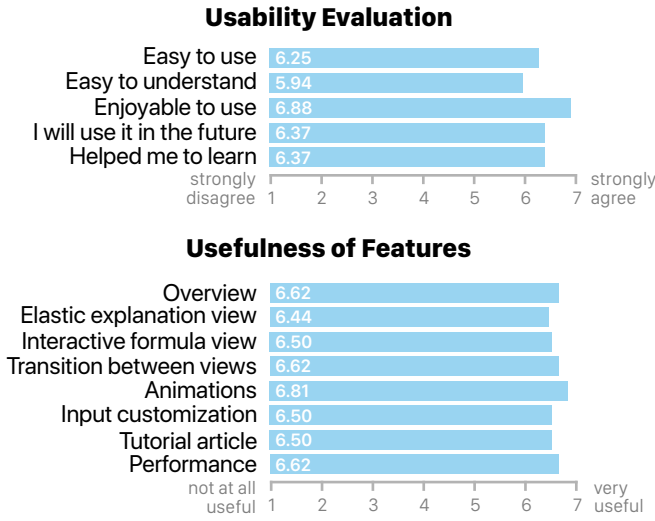 Usability Evaluation
Easy to use 6.25
Easy to understand 5.94
Enjoyable to use 6.88
I will use it in the future 6.37
Helped me to learn 6.37
strongly disagree 1 2 3 4 5 6 7 strongly agree
Usefulness of Features
Overview 6.62
Elastic explanation view 6.44
Interactive formula view 6.50
Transition between views 6.62
Animations 6.81
Input customization 6.50
Tutorial article 6.50
Performance 6.62
not at all useful 1 2 3 4 5 6 7 very useful